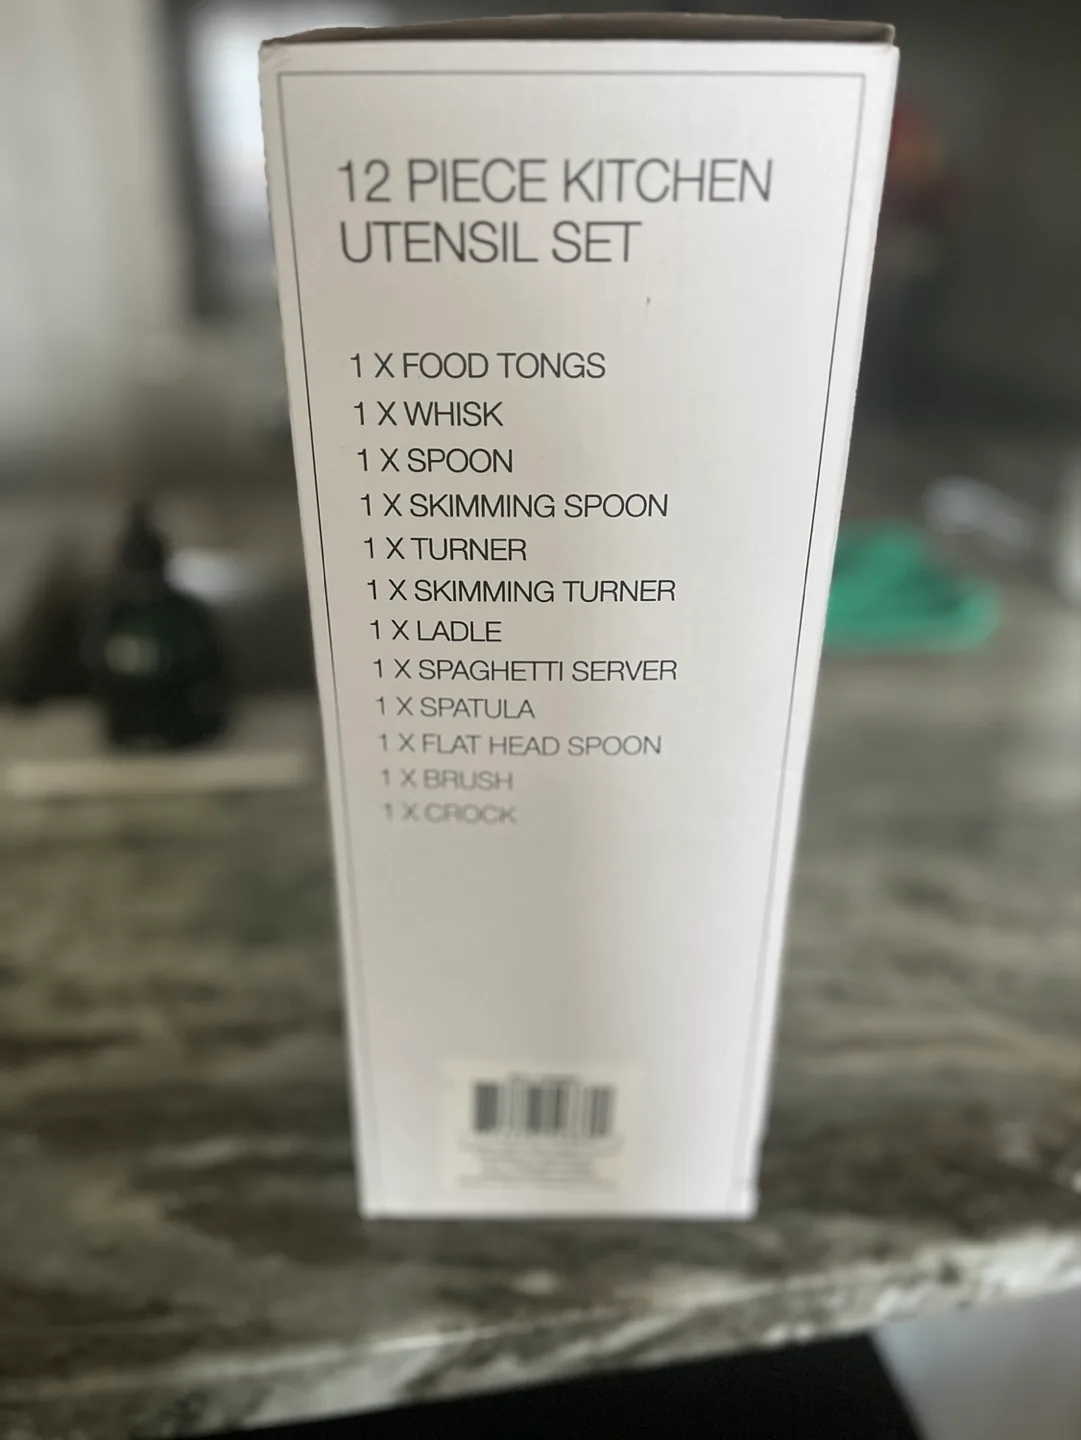 12 PIECE KITCHEN
UTENSIL SET
1 X FOOD TONGS
1 X WHISK
1 X SPOON
1 X SKIMMING SPOON
1 X TURNER
1 X SKIMMING TURNER
1 X LADLE
1 X SPAGHETTI SERVER
1 X SPATULA
1 X FLAT HEAD SPOON
1 X BRUSH
1 X CROCK